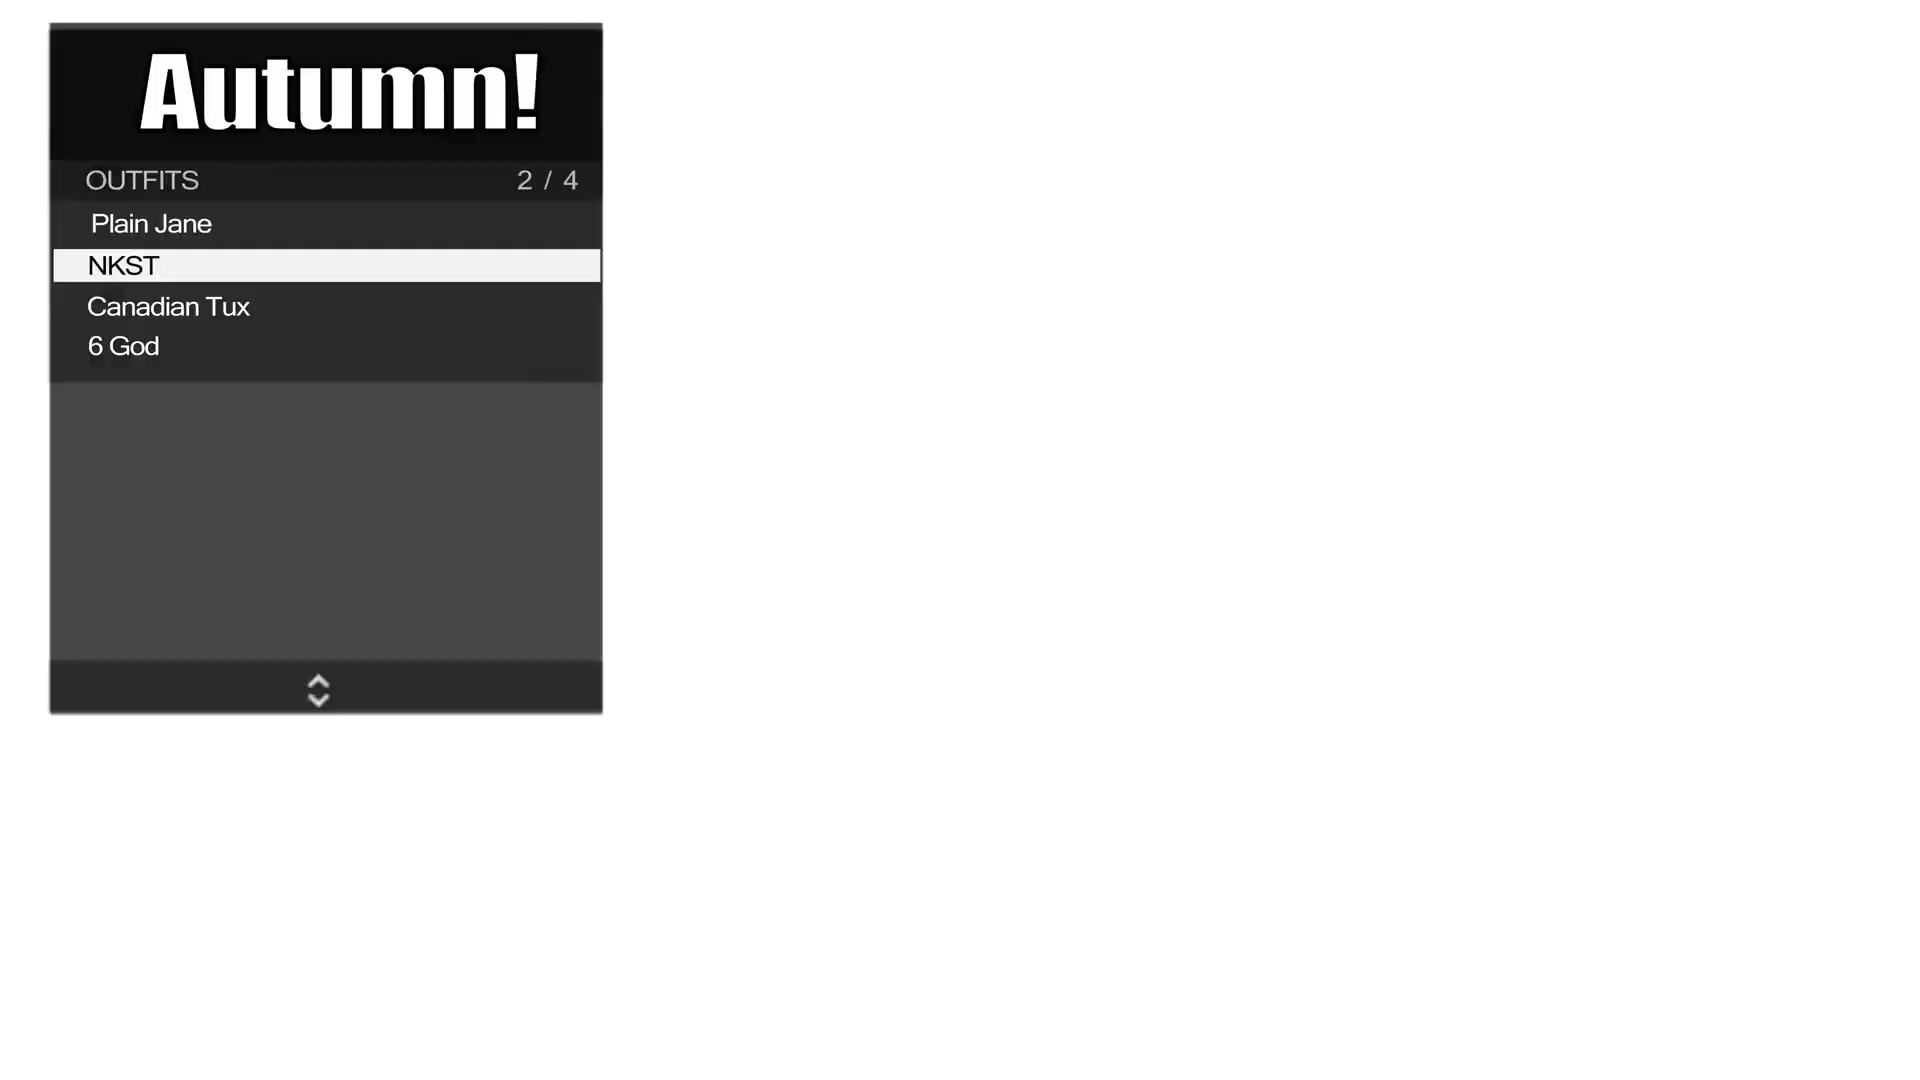 Autumn!
OUTFITS 2 / 4
Plain Jane
NKST
Canadian Tux
6 God